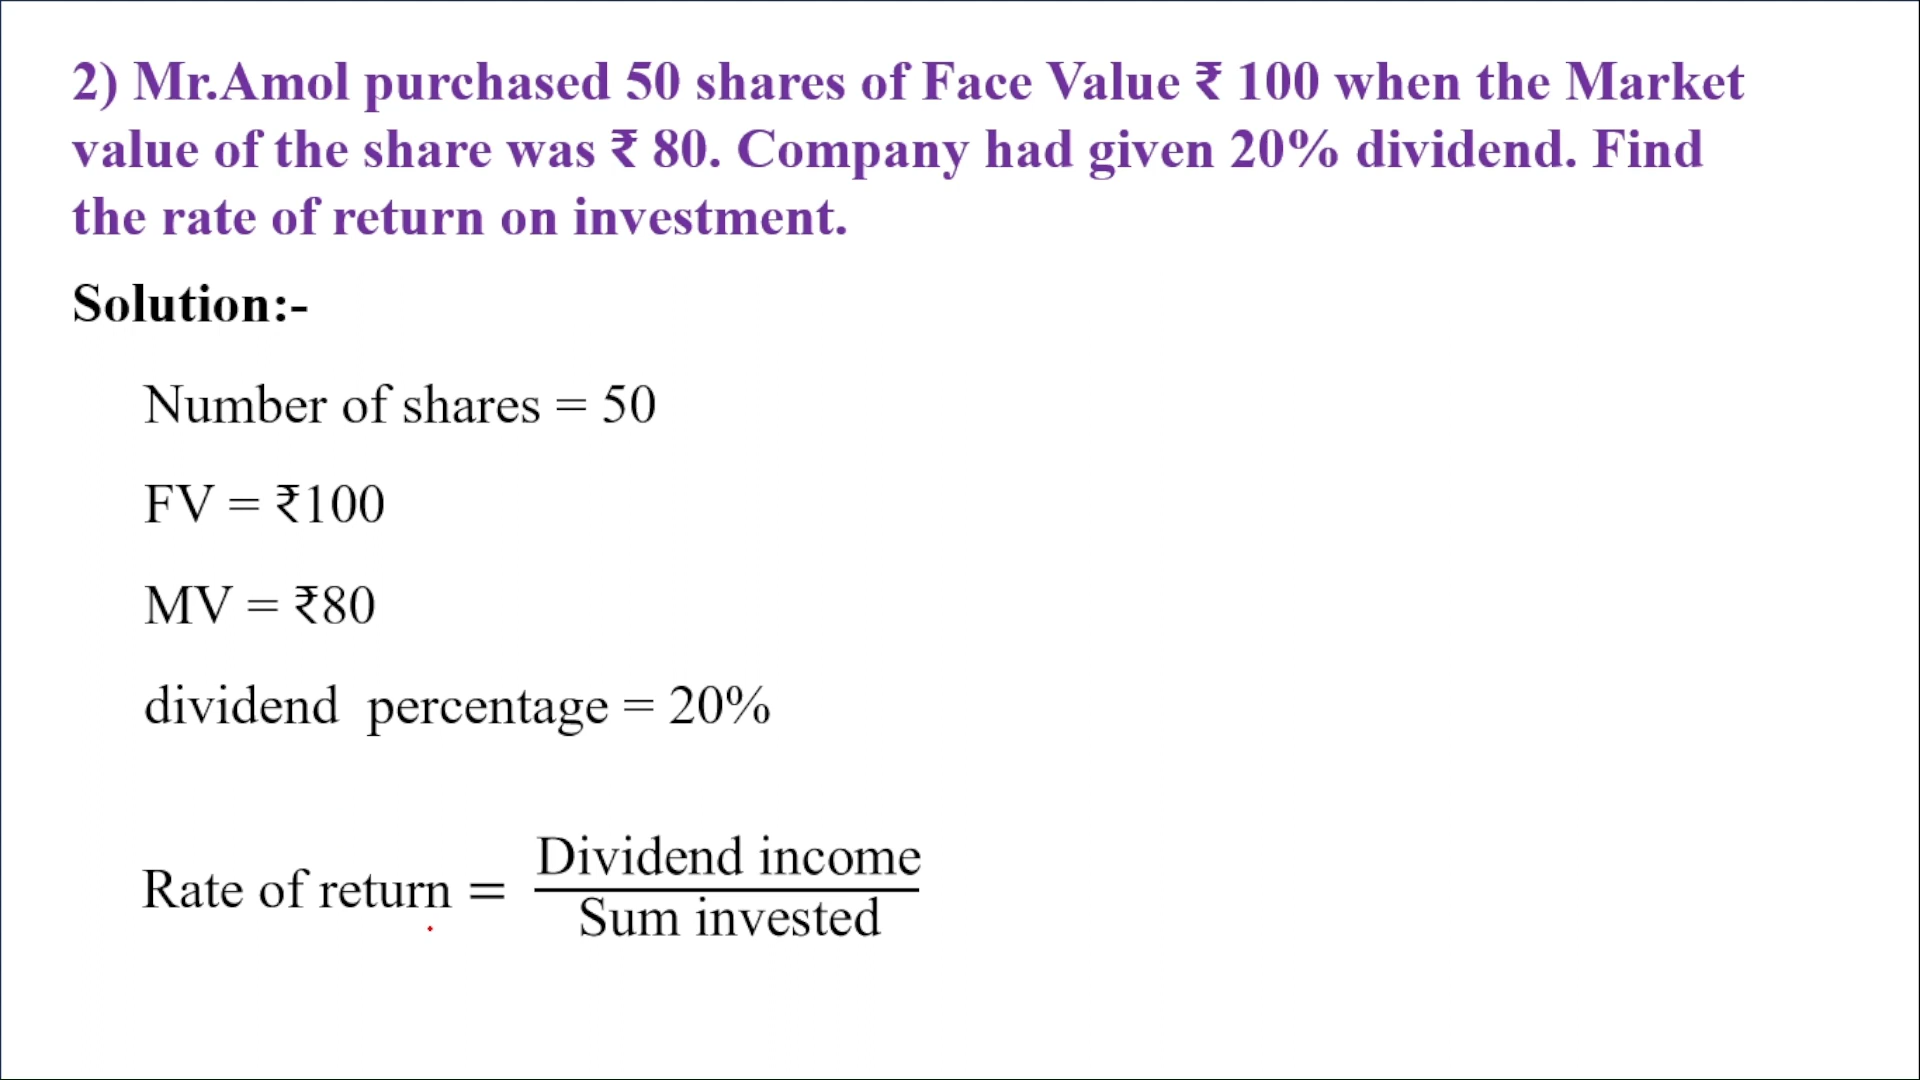 2) Mr.Amol purchased 50 shares of Face Value ₹ 100 when the Market
value of the share was ₹ 80. Company had given 20% dividend. Find
the rate of return on investment.
Solution:-
Number of shares = 50
FV = ₹100
MV = ₹80
dividend  percentage = 20%
Rate of return = Dividend income
Sum invested